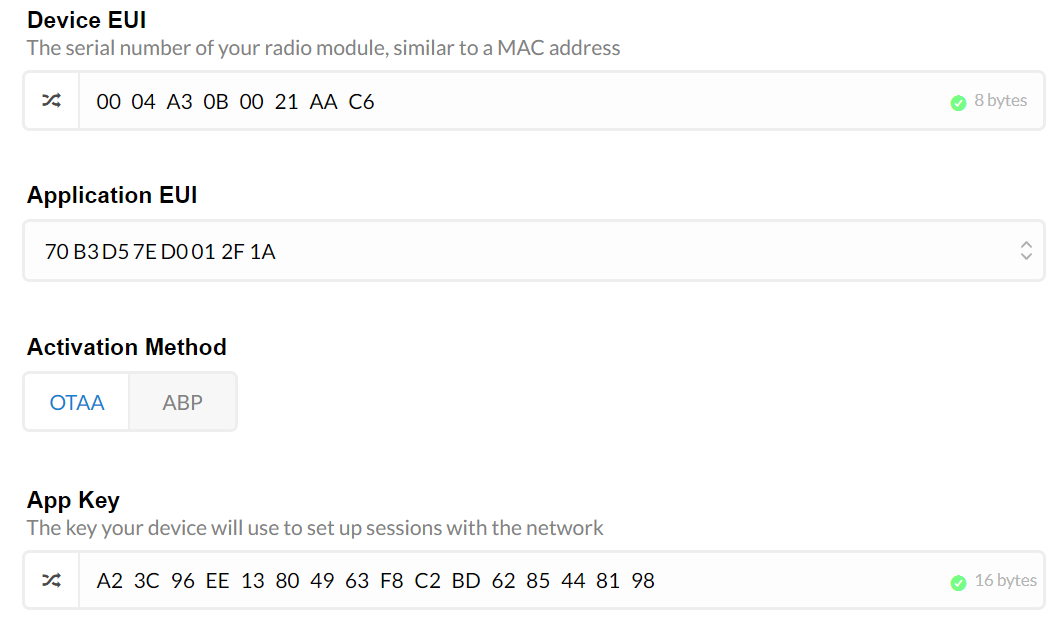 Device EUI
The serial number of your radio module, similar to a MAC address
00 04 A3 0B 00 21 AA C6
8 bytes
Application EUI
70 B3 D5 7E D0 01 2F 1A
Activation Method
OTAA ABP
App Key
The key your device will use to set up sessions with the network
A2 3C 96 EE 13 80 49 63 F8 C2 BD 62 85 44 81 98
16 bytes